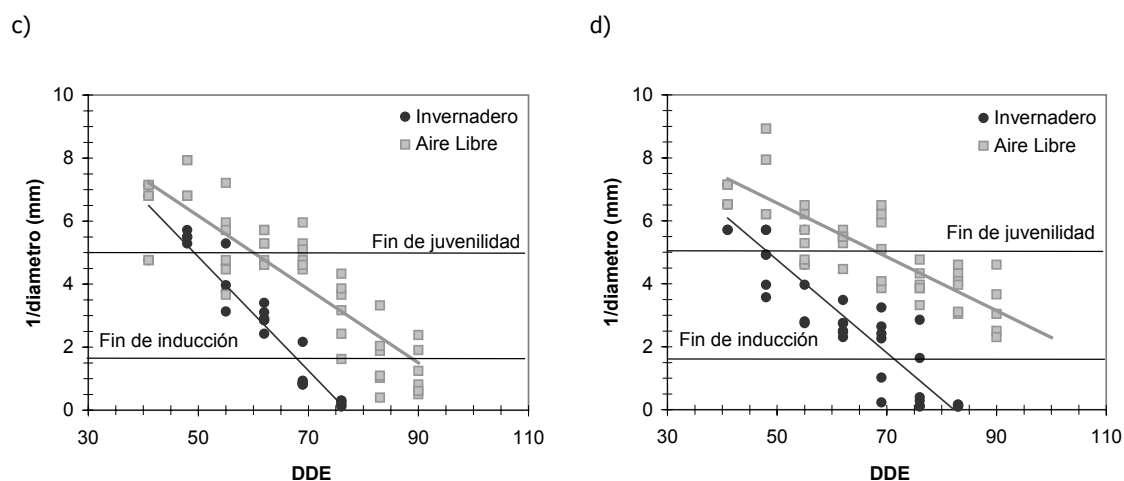 c)
d)
10
8
6
4
2
0
1/diametro (mm)
Invernadero
Aire Libre
Fin de juvenilidad
Fin de inducción
30 50 70 90 110
DDE
10
8
6
4
2
0
1/diametro (mm)
Invernadero
Aire Libre
Fin de juvenilidad
Fin de inducción
30 50 70 90 110
DDE